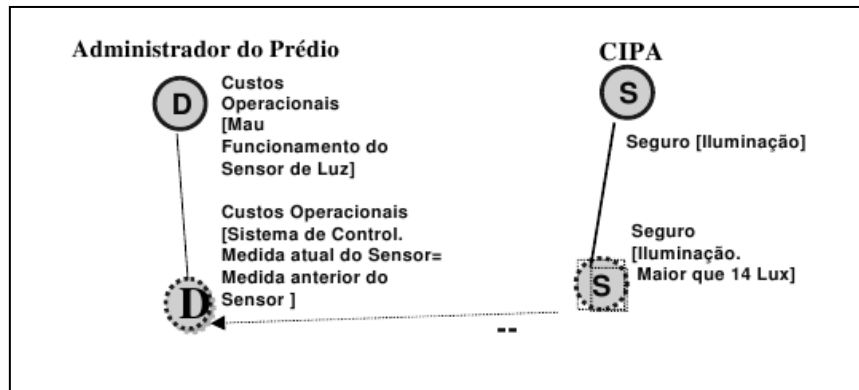 Administrador do Prédio
D
Custos
Operacionais
[Mau
Funcionamento do
Sensor de Luz]
Custos Operacionais
[Sistema de Control.
Medida atual do Sensor=
Medida anterior do
Sensor ]
D
CIPA
S
Seguro [Iluminação]
Seguro
[Iluminação.
Maior que 14 Lux]
S
--